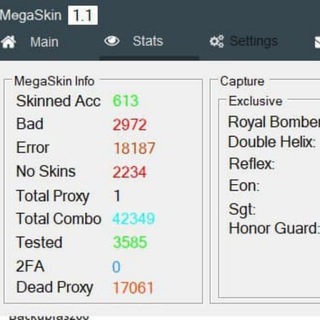 MegaSkin 1.1
Main Stats Settings
MegaSkin Info
Skinned Acc 613
Bad 2972
Error 18187
No Skins 2234
Total Proxy 1
Total Combo 42349
Tested 3585
2FA 0
Dead Proxy 17061
Capture
Exclusive
Royal Bomber
Double Helix:
Reflex:
Eon:
Sgt:
Honor Guard: